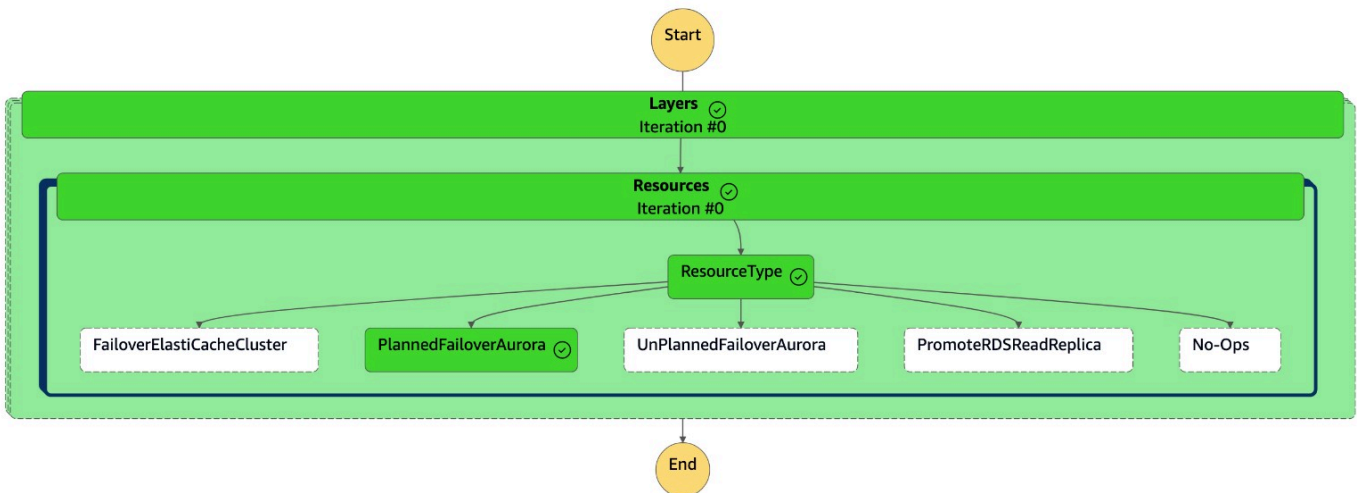 Start
Layers
Iteration #0
Resources
Iteration #0
ResourceType
FailoverElastiCacheCluster
PlannedFailoverAurora
UnPlannedFailoverAurora
PromoteRDSReadReplica
No-Ops
End